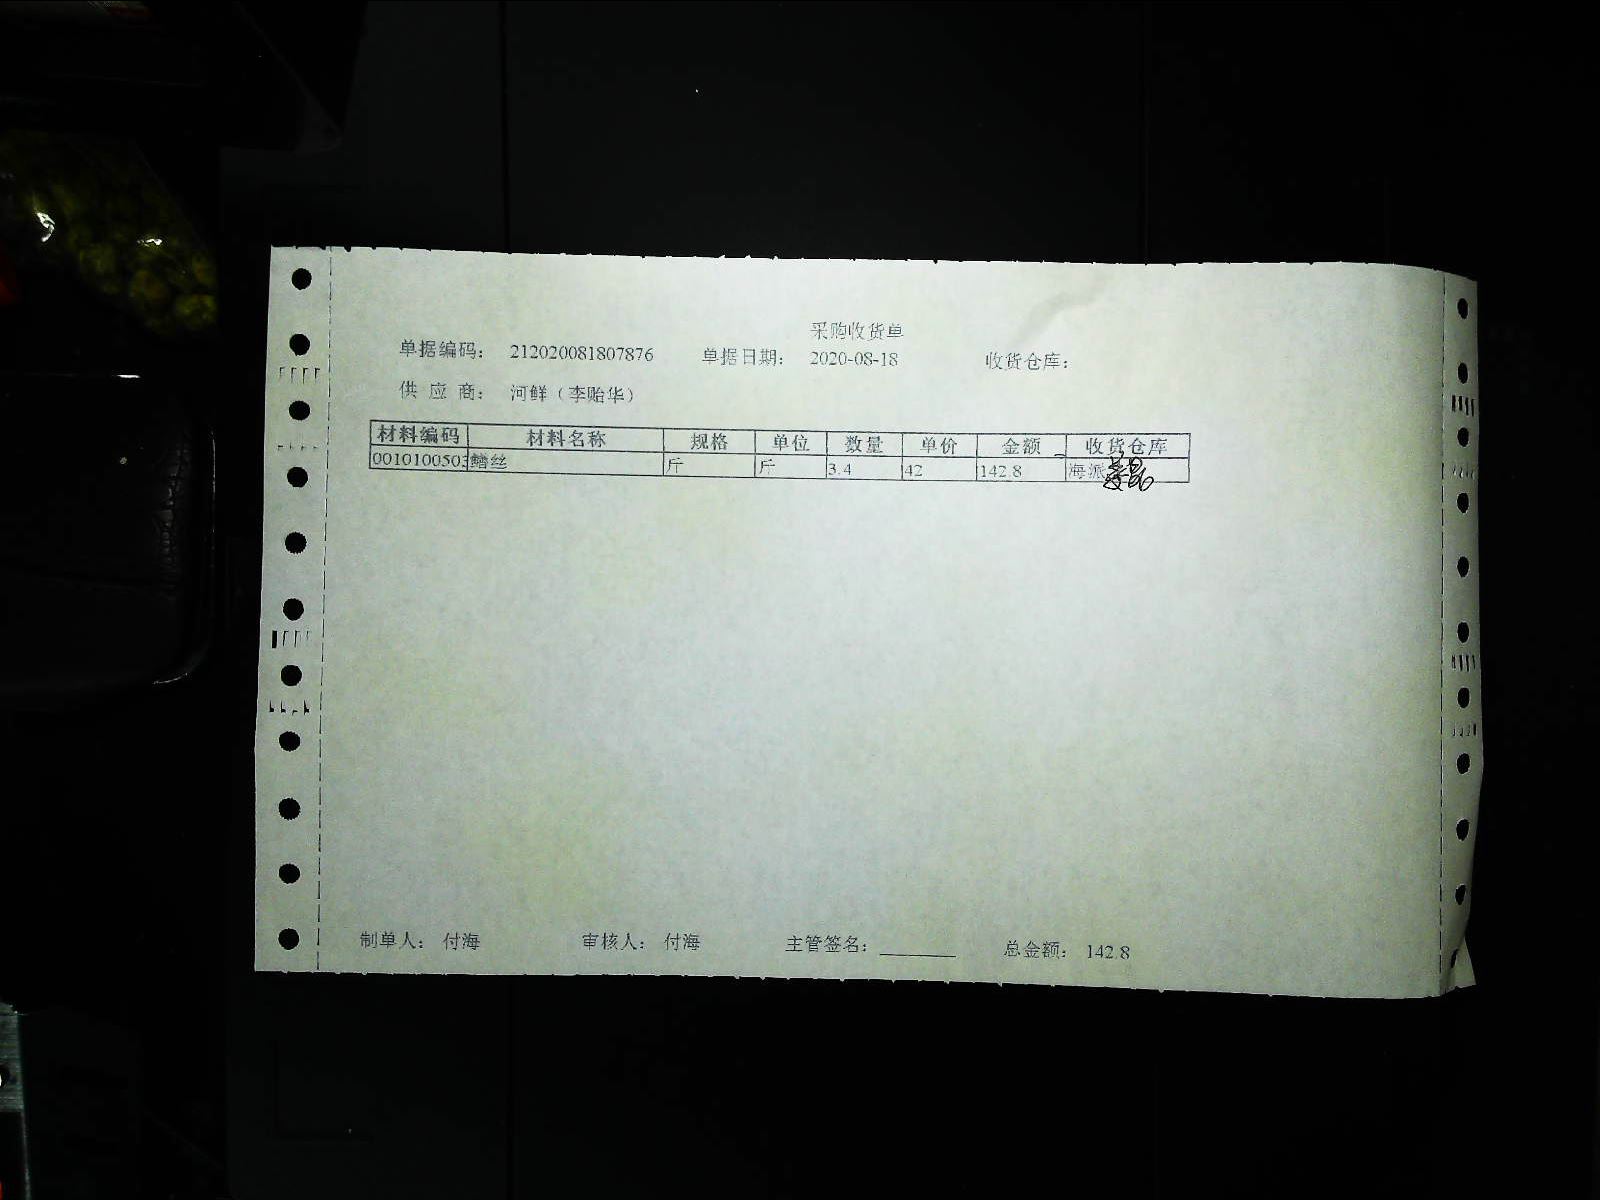 采购收货单
单据编码: 212020081807876 单据日期: 2020-08-18 收货仓库:
供 应 商: 河鲜（李贻华）
材料编码 材料名称 规格 单位 数量 单价 金额 收货仓库
0010100503 鳝丝 斤 斤 3.4 42 142.8 海派
制单人: 付海 审核人: 付海 主管签名: 总金额: 142.8